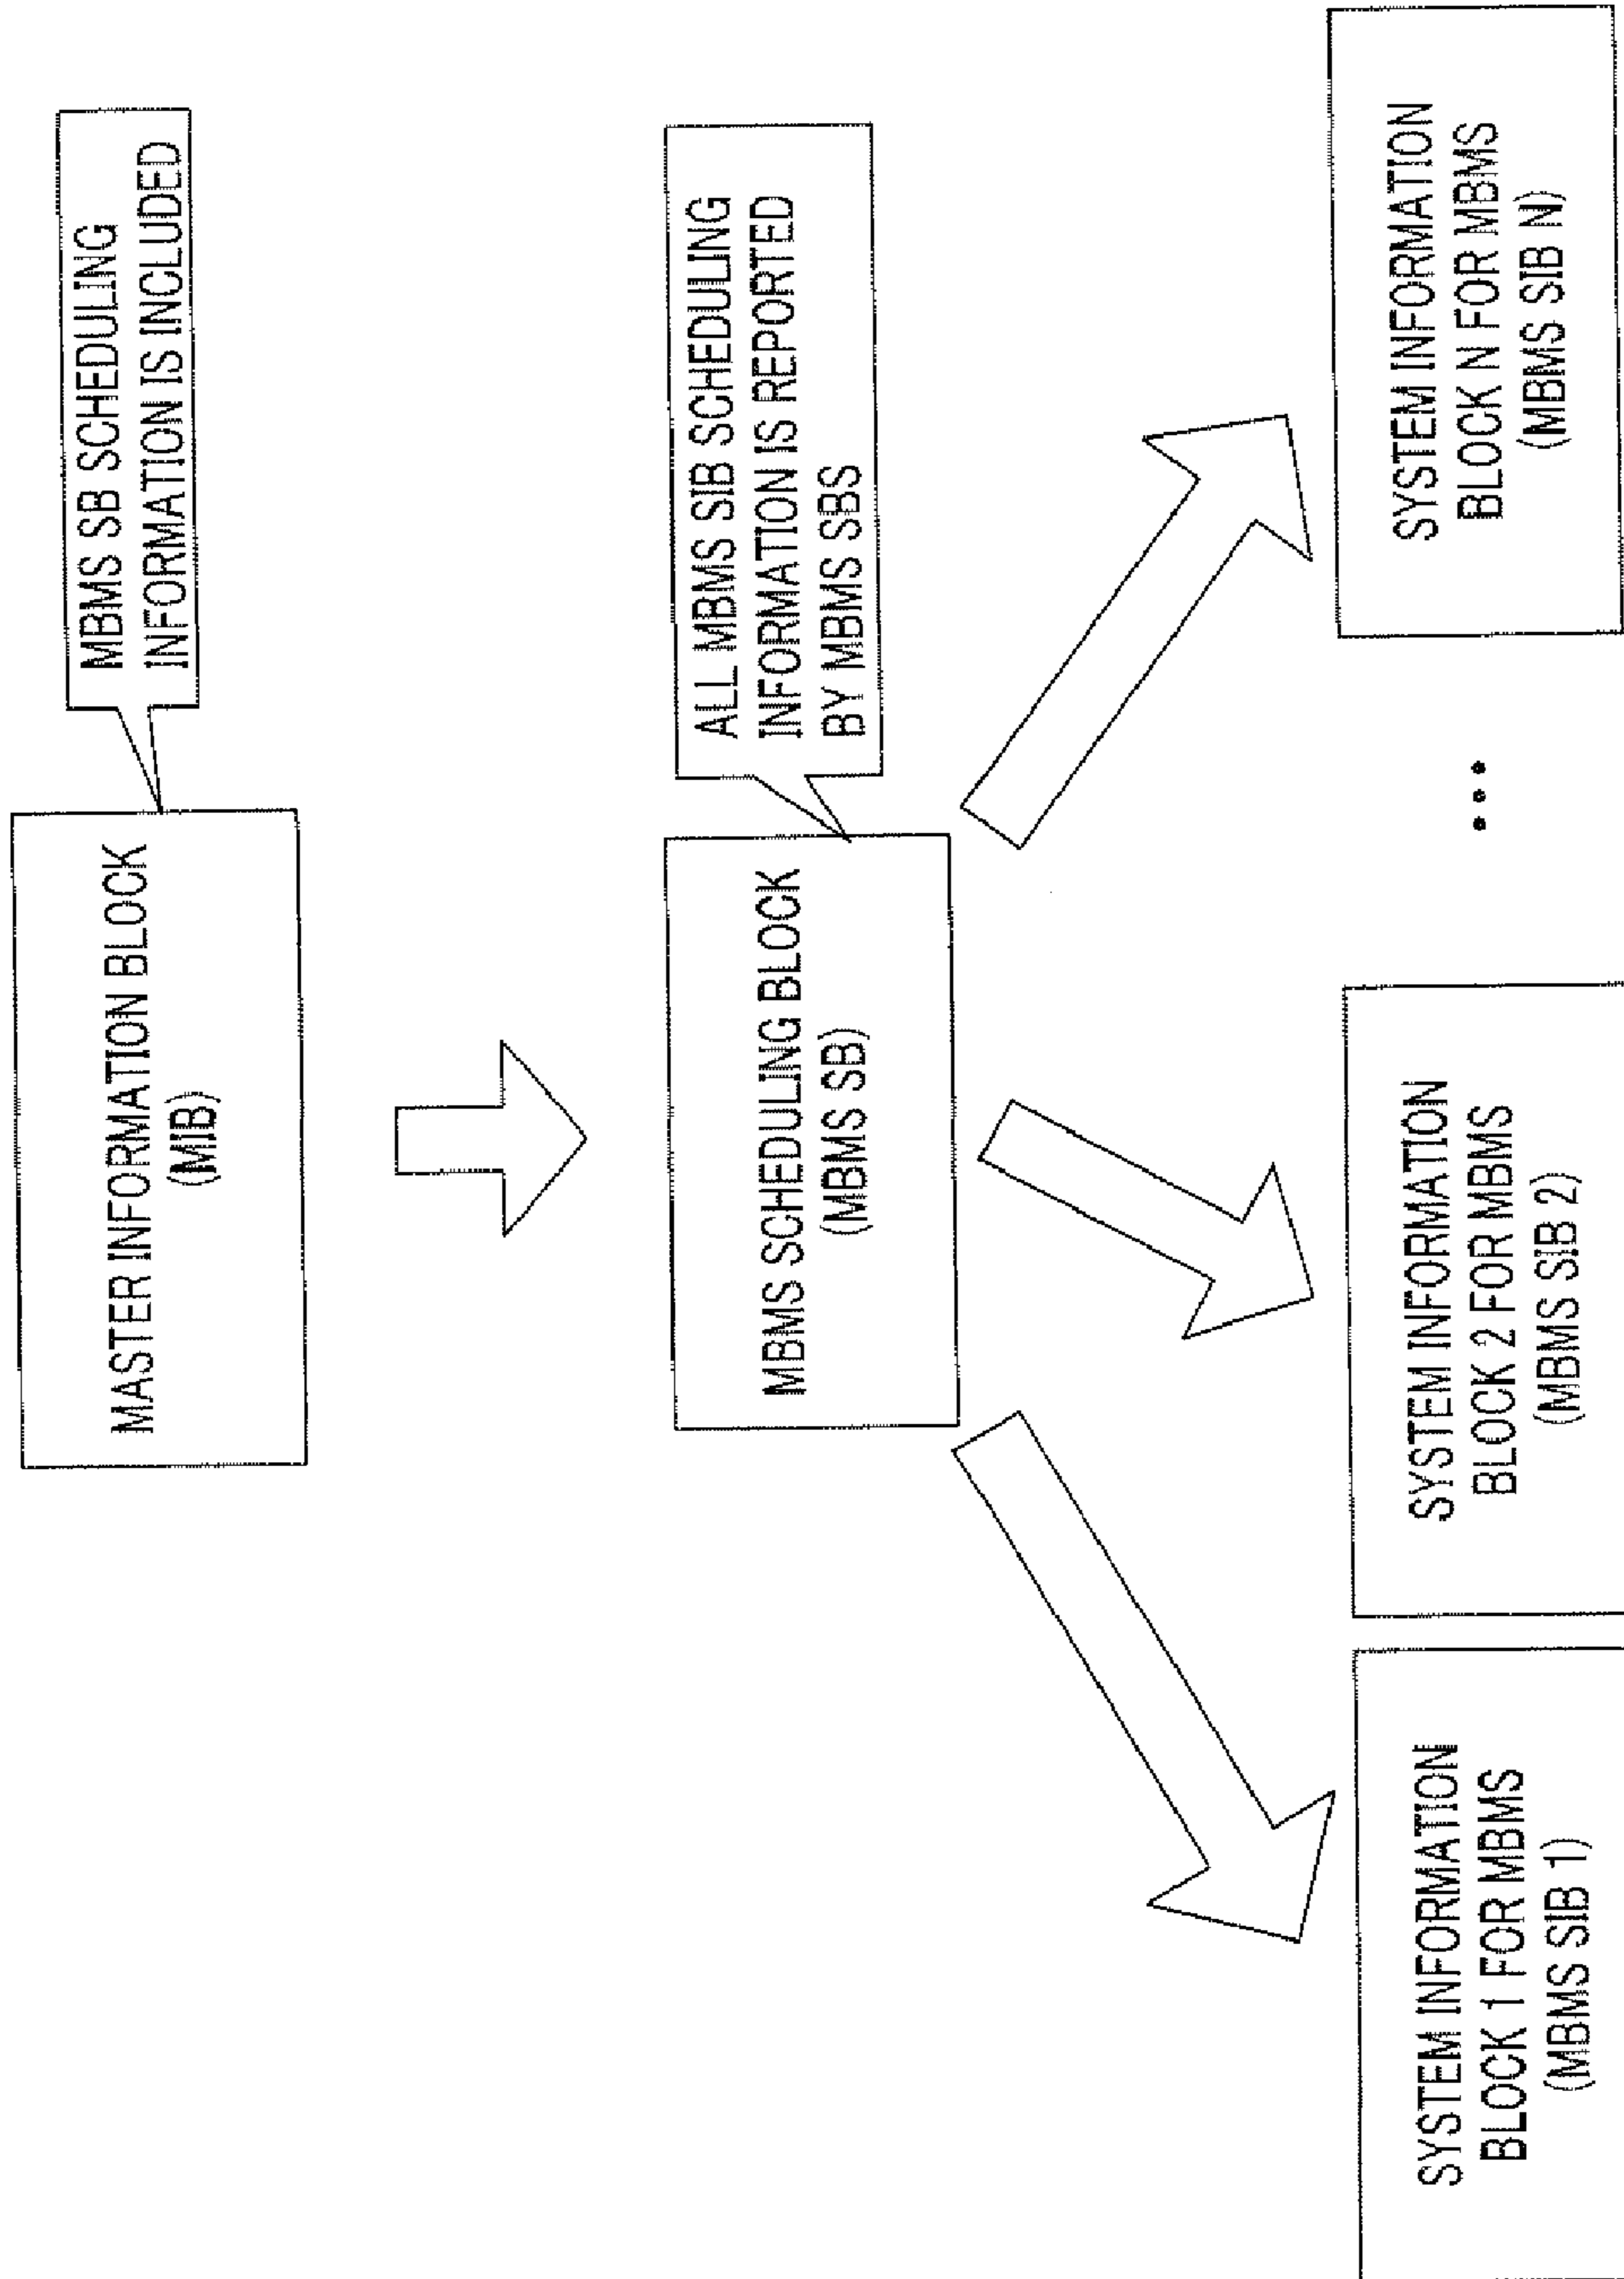 MASTER INFORMATION BLOCK
(MIB)
MBMS SB SCHEDULING
INFORMATION IS INCLUDED
MBMS SCHEDULING BLOCK
(MBMS SB)
ALL MBMS SIB SCHEDULING
INFORMATION IS REPORTED
BY MBMS SBS
SYSTEM INFORMATION
BLOCK 1 FOR MBMS
(MBMS SIB 1)
SYSTEM INFORMATION
BLOCK 2 FOR MBMS
(MBMS SIB 2)
...
SYSTEM INFORMATION
BLOCK N FOR MBMS
(MBMS SIB N)